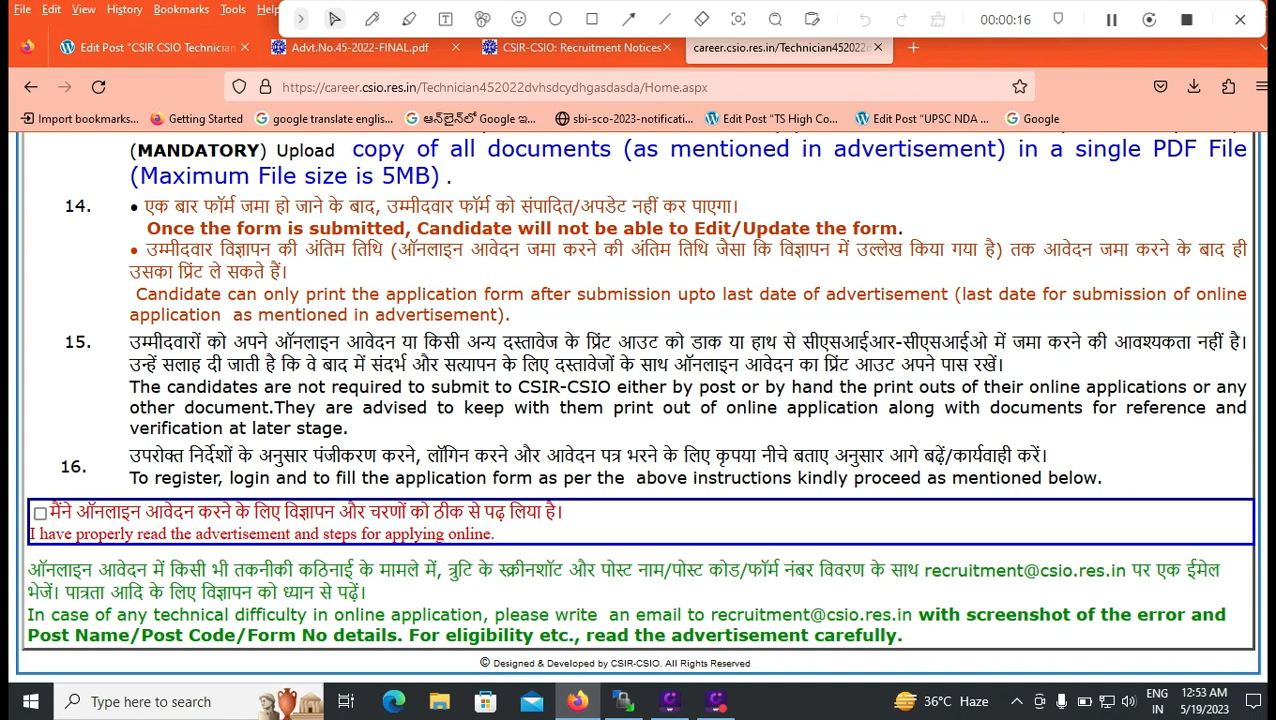 File Edit View History Bookmarks Tools Help
00:00:16
Edit Post "CSIR CSIO Technician
Advt.No.45-2022-FINAL.pdf
CSIR-CSIO: Recruitment Notices
career.csio.res.in/Technician452022
https://career.csio.res.in/Technician452022dvhsdcydhgasdasda/Home.aspx
Import bookmarks... Getting Started google translate englis... ఆన్‌లైన్‌లో Google ఇ... sbi-sco-2023-notificati... Edit Post "TS High Co... Edit Post "UPSC NDA ... Google
(MANDATORY) Upload copy of all documents (as mentioned in advertisement) in a single PDF File
(Maximum File size is 5MB) .
14. • एक बार फॉर्म जमा हो जाने के बाद, उम्मीदवार फॉर्म को संपादित/अपडेट नहीं कर पाएगा।
Once the form is submitted, Candidate will not be able to Edit/Update the form.
• उम्मीदवार विज्ञापन की अंतिम तिथि (ऑनलाइन आवेदन जमा करने की अंतिम तिथि जैसा कि विज्ञापन में उल्लेख किया गया है) तक आवेदन जमा करने के बाद ही
उसका प्रिंट ले सकते हैं।
Candidate can only print the application form after submission upto last date of advertisement (last date for submission of online
application as mentioned in advertisement).
15. उम्मीदवारों को अपने ऑनलाइन आवेदन या किसी अन्य दस्तावेज के प्रिंट आउट को डाक या हाथ से सीएसआईआर-सीएसआईओ में जमा करने की आवश्यकता नहीं है।
उन्हें सलाह दी जाती है कि वे बाद में संदर्भ और सत्यापन के लिए दस्तावेजों के साथ ऑनलाइन आवेदन का प्रिंट आउट अपने पास रखें।
The candidates are not required to submit to CSIR-CSIO either by post or by hand the print outs of their online applications or any
other document.They are advised to keep with them print out of online application along with documents for reference and
verification at later stage.
16. उपरोक्त निर्देशों के अनुसार पंजीकरण करने, लॉगिन करने और आवेदन पत्र भरने के लिए कृपया नीचे बताए अनुसार आगे बढ़ें/कार्यवाही करें।
To register, login and to fill the application form as per the above instructions kindly proceed as mentioned below.
मैंने ऑनलाइन आवेदन करने के लिए विज्ञापन और चरणों को ठीक से पढ़ लिया है।
I have properly read the advertisement and steps for applying online.
ऑनलाइन आवेदन में किसी भी तकनीकी कठिनाई के मामले में, त्रुटि के स्क्रीनशॉट और पोस्ट नाम/पोस्ट कोड/फॉर्म नंबर विवरण के साथ recruitment@csio.res.in पर एक ईमेल
भेजें। पात्रता आदि के लिए विज्ञापन को ध्यान से पढ़ें।
In case of any technical difficulty in online application, please write an email to recruitment@csio.res.in with screenshot of the error and
Post Name/Post Code/Form No details. For eligibility etc., read the advertisement carefully.
© Designed & Developed by CSIR-CSIO. All Rights Reserved
Type here to search
36°C Haze
ENG
IN
12:53 AM
5/19/2023